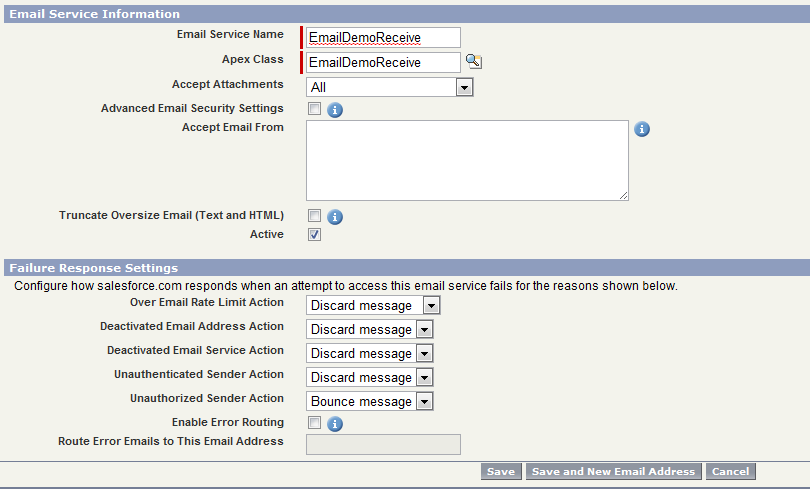 Email Service Information
Email Service Name EmailDemoReceive
Apex Class EmailDemoReceive
Accept Attachments All
Advanced Email Security Settings
Accept Email From
Truncate Oversize Email (Text and HTML)
Active
Failure Response Settings
Configure how salesforce.com responds when an attempt to access this email service fails for the reasons shown below.
Over Email Rate Limit Action Discard message
Deactivated Email Address Action Discard message
Deactivated Email Service Action Discard message
Unauthenticated Sender Action Discard message
Unauthorized Sender Action Bounce message
Enable Error Routing
Route Error Emails to This Email Address
Save Save and New Email Address Cancel